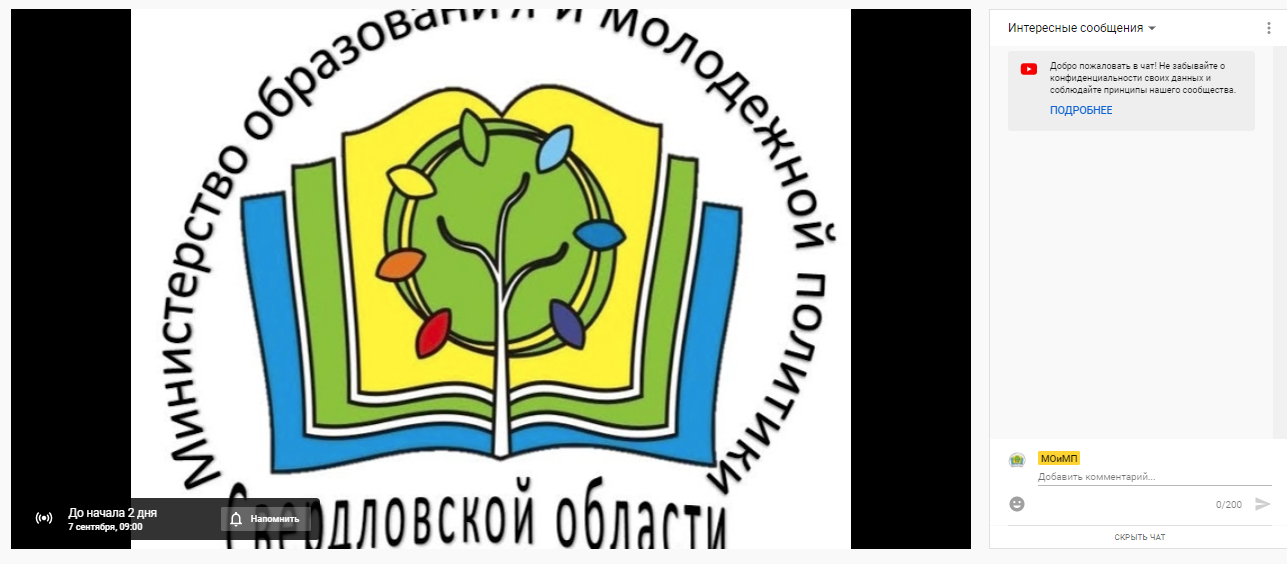 Министерство образования и молодежной политики
Свердловской области
До начала 2 дня
7 сентября, 09:00
Напомнить
Интересные сообщения
Добро пожаловать в чат! Не забывайте о
конфиденциальности своих данных и
соблюдайте принципы нашего сообщества.
ПОДРОБНЕЕ
МОиМП
Добавить комментарий...
0/200
СКРЫТЬ ЧАТ